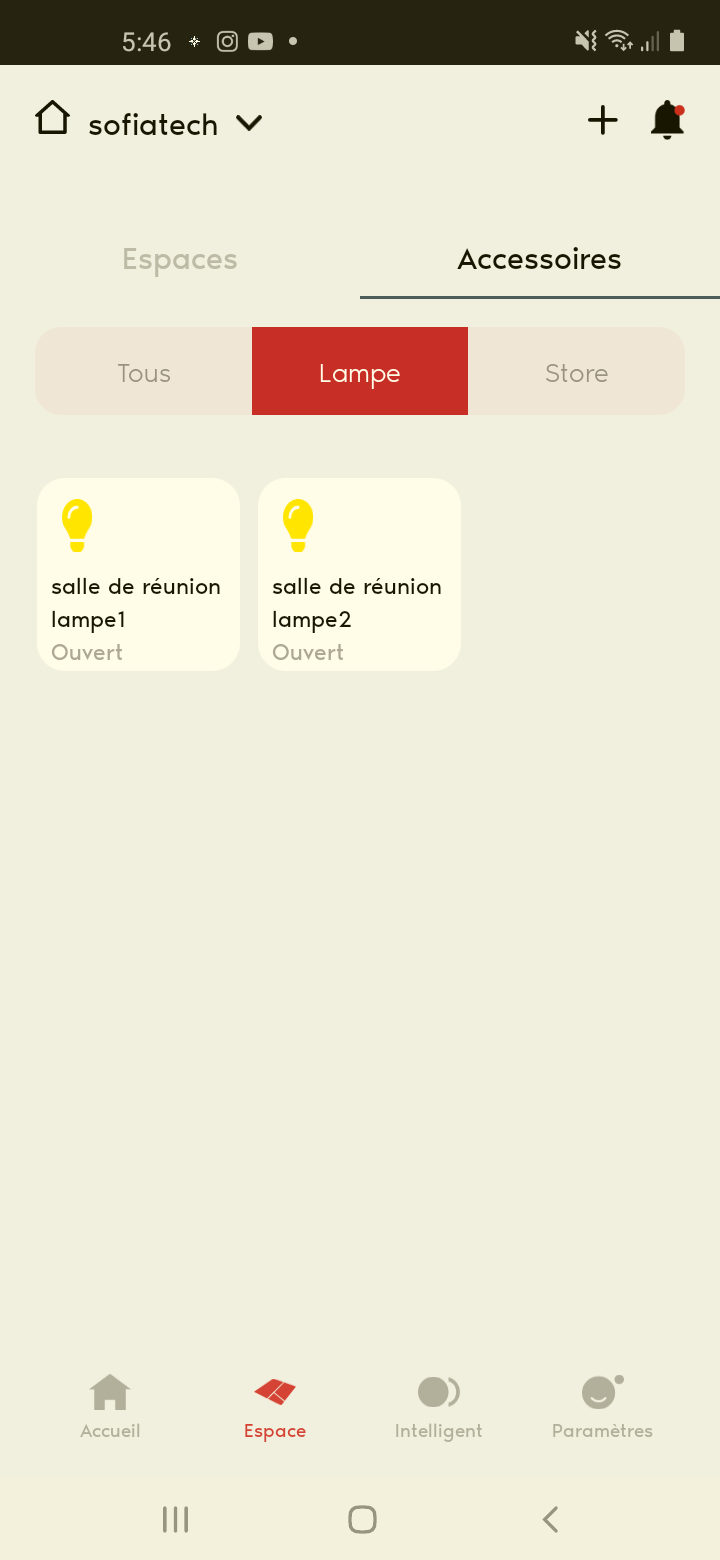 5:46
sofiatech
Espaces
Accessoires
Tous
Lampe
Store
salle de réunion
lampe1
Ouvert
salle de réunion
lampe2
Ouvert
Accueil
Espace
Intelligent
Paramètres